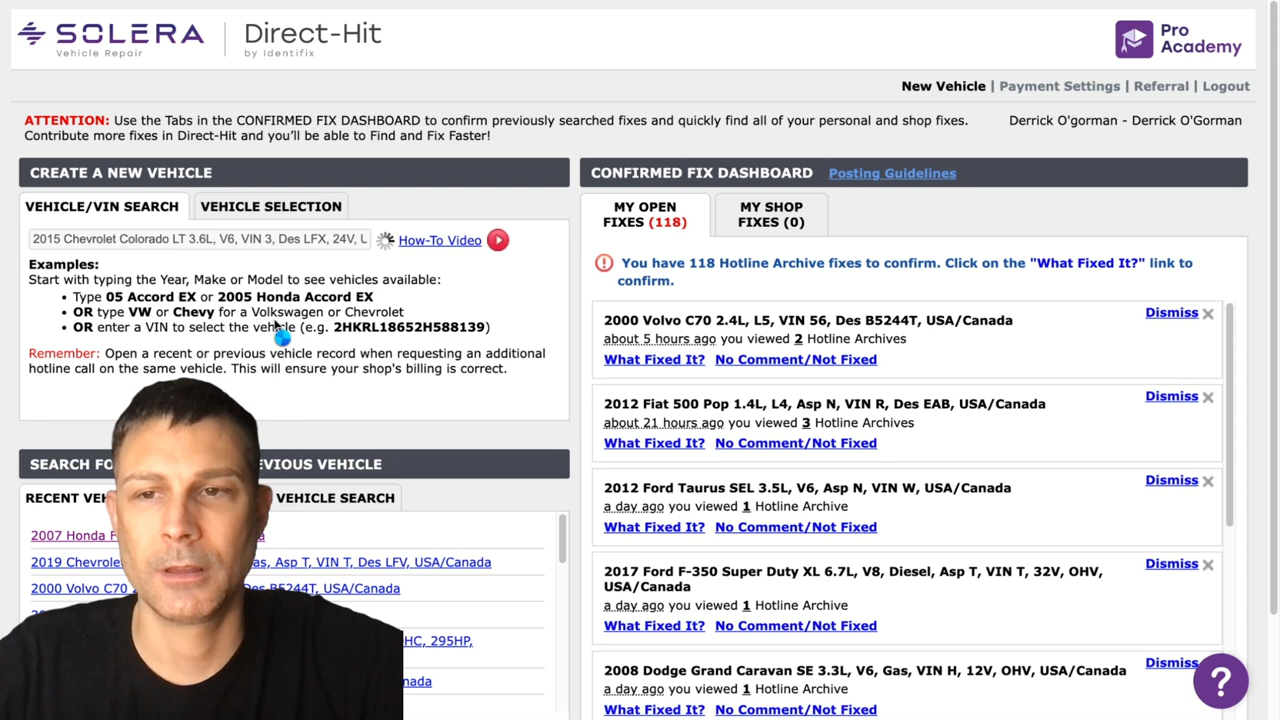 SOLERA
Vehicle Repair
Direct-Hit
by Identifix
Pro
Academy
New Vehicle | Payment Settings | Referral | Logout
ATTENTION: Use the Tabs in the CONFIRMED FIX DASHBOARD to confirm previously searched fixes and quickly find all of your personal and shop fixes.
Contribute more fixes in Direct-Hit and you'll be able to Find and Fix Faster!
Derrick O'gorman - Derrick O'Gorman
CREATE A NEW VEHICLE
VEHICLE/VIN SEARCH
VEHICLE SELECTION
2015 Chevrolet Colorado LT 3.6L, V6, VIN 3, Des LFX, 24V, U
How-To Video
Examples:
Start with typing the Year, Make or Model to see vehicles available:
• Type 05 Accord EX or 2005 Honda Accord EX
• OR type VW or Chevy for a Volkswagen or Chevrolet
• OR enter a VIN to select the vehicle (e.g. 2HKRL18652H588139)
Remember: Open a recent or previous vehicle record when requesting an additional
hotline call on the same vehicle. This will ensure your shop's billing is correct.
SEARCH FO EVIOUS VEHICLE
RECENT VEH VEHICLE SEARCH
2007 Honda F a
2019 Chevrole as, Asp T, VIN T, Des LFV, USA/Canada
2000 Volvo C70 Des B5244T, USA/Canada
HC, 295HP,
nada
CONFIRMED FIX DASHBOARD
Posting Guidelines
MY OPEN
FIXES (118)
MY SHOP
FIXES (0)
You have 118 Hotline Archive fixes to confirm. Click on the "What Fixed It?" link to
confirm.
2000 Volvo C70 2.4L, L5, VIN 56, Des B5244T, USA/Canada
Dismiss
about 5 hours ago you viewed 2 Hotline Archives
What Fixed It? No Comment/Not Fixed
2012 Fiat 500 Pop 1.4L, L4, Asp N, VIN R, Des EAB, USA/Canada
Dismiss
about 21 hours ago you viewed 3 Hotline Archives
What Fixed It? No Comment/Not Fixed
2012 Ford Taurus SEL 3.5L, V6, Asp N, VIN W, USA/Canada
Dismiss
a day ago you viewed 1 Hotline Archive
What Fixed It? No Comment/Not Fixed
2017 Ford F-350 Super Duty XL 6.7L, V8, Diesel, Asp T, VIN T, 32V, OHV,
USA/Canada
Dismiss
a day ago you viewed 1 Hotline Archive
What Fixed It? No Comment/Not Fixed
2008 Dodge Grand Caravan SE 3.3L, V6, Gas, VIN H, 12V, OHV, USA/Canada
Dismiss
a day ago you viewed 1 Hotline Archive
What Fixed It? No Comment/Not Fixed
?